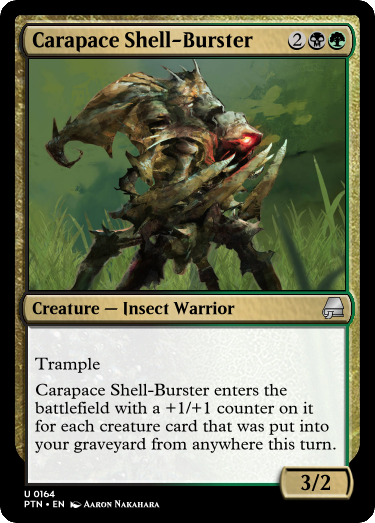 Carapace Shell-Burster 2
Creature — Insect Warrior
Trample
Carapace Shell-Burster enters the
battlefield with a +1/+1 counter on it
for each creature card that was put into
your graveyard from anywhere this turn.
3/2
U 0164
PTN • EN Aaron Nakahara